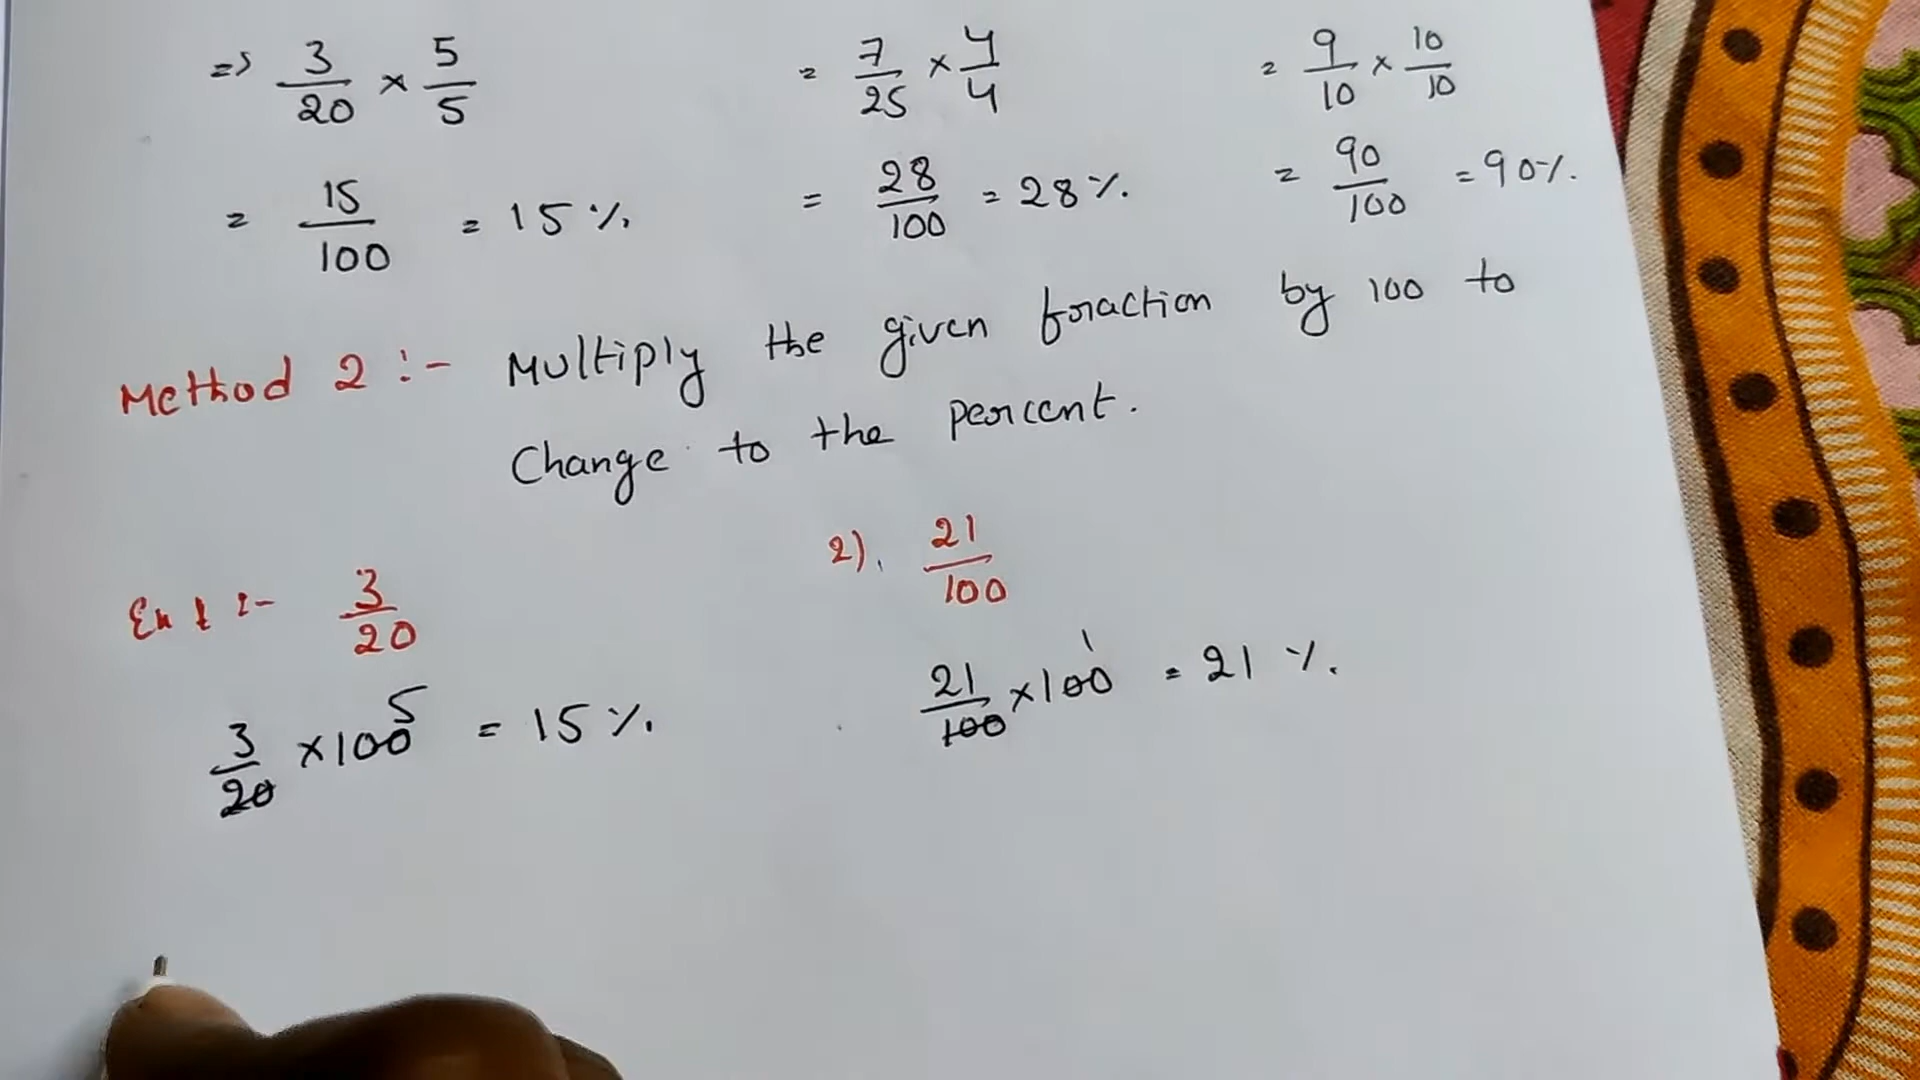 => 3/20 × 5/5
= 15/100 = 15%
= 7/25 × 4/4
= 28/100 = 28%
= 9/10 × 10/10
= 90/100 = 90%
Method 2 :- Multiply the given fraction by 100 to
Change to the percent.
Ex 1 :- 3/20
3/20 × 100 5 = 15%
2). 21/100
21/100 × 100 1 = 21%